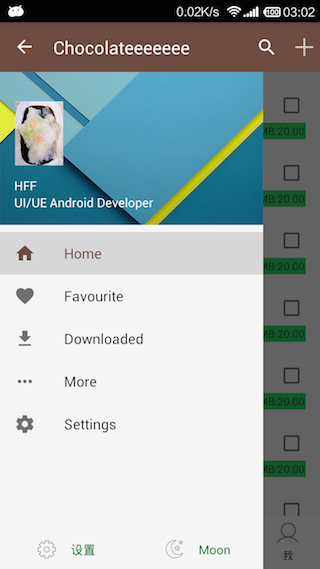 0.02K/s 100 03:02
Chocolateeeeeee
HFF
UI/UE Android Developer
Home
Favourite
Downloaded
More
Settings
设置
Moon
MB:20.00
MB:20.00
MB:20.00
MB:20.00
MB:20.00
MB:20.00
我